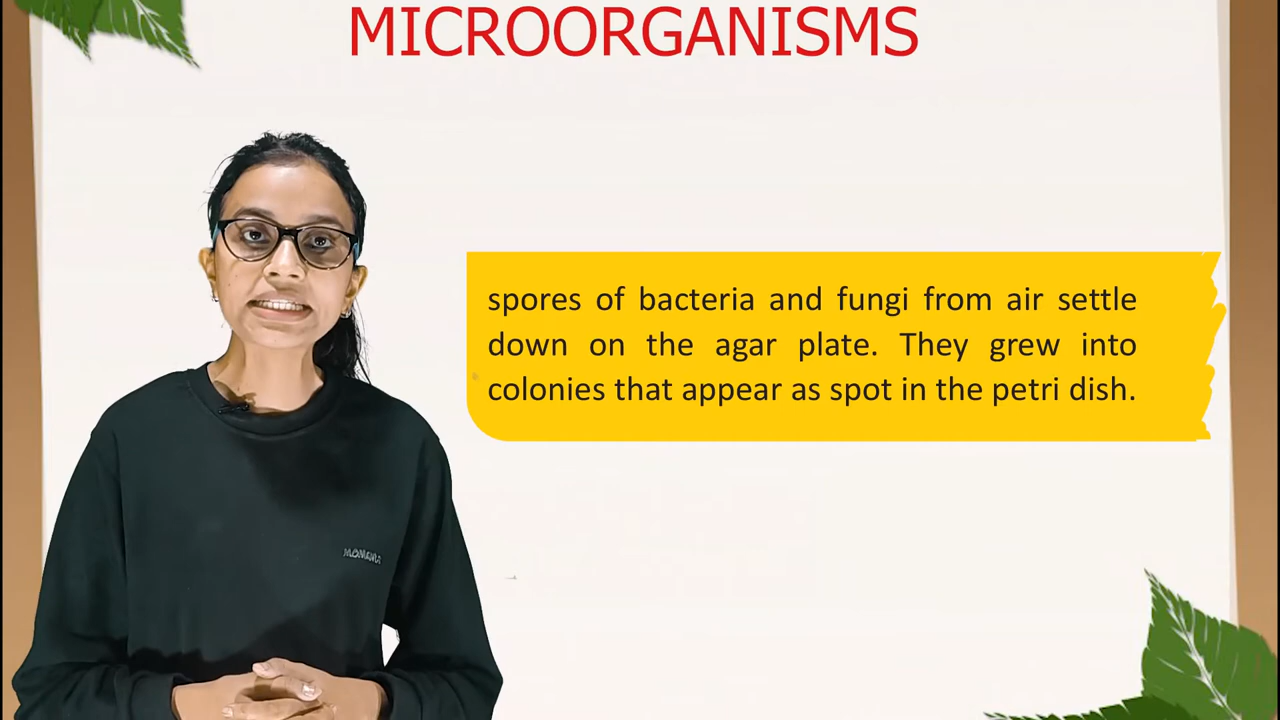 MICROORGANISMS
spores of bacteria and fungi from air settle
down on the agar plate. They grew into
colonies that appear as spot in the petri dish.